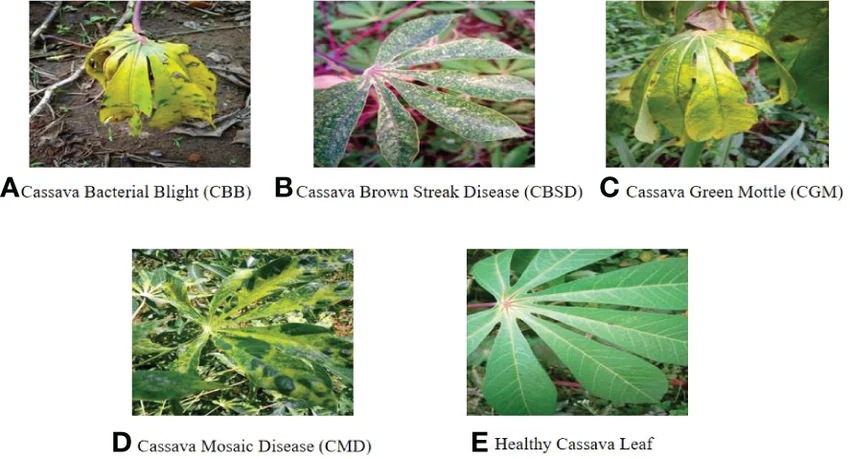 A Cassava Bacterial Blight (CBB)
B Cassava Brown Streak Disease (CBSD)
C Cassava Green Mottle (CGM)
D Cassava Mosaic Disease (CMD)
E Healthy Cassava Leaf